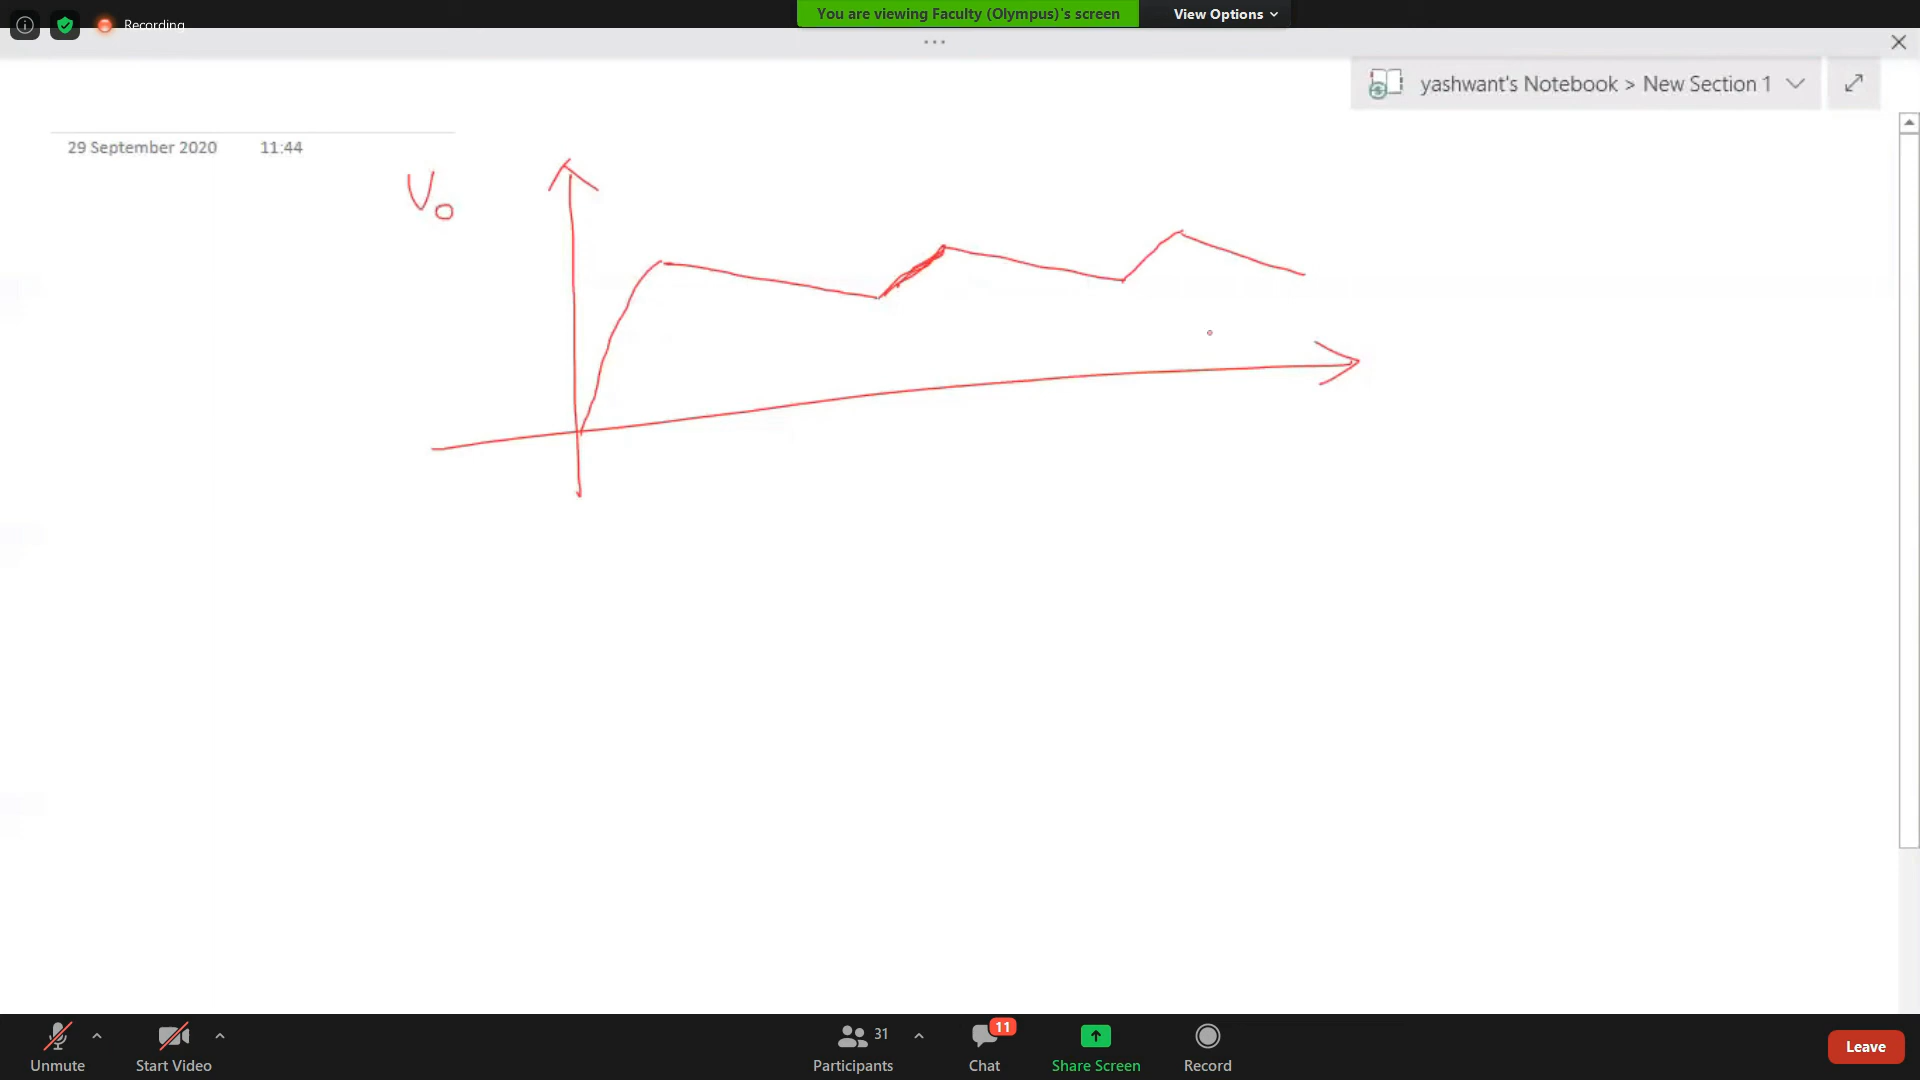 Recording
You are viewing Faculty (Olympus)'s screen
View Options
yashwant's Notebook > New Section 1
29 September 2020 11:44
Vo
Unmute
Start Video
31
Participants
11
Chat
Share Screen
Record
Leave